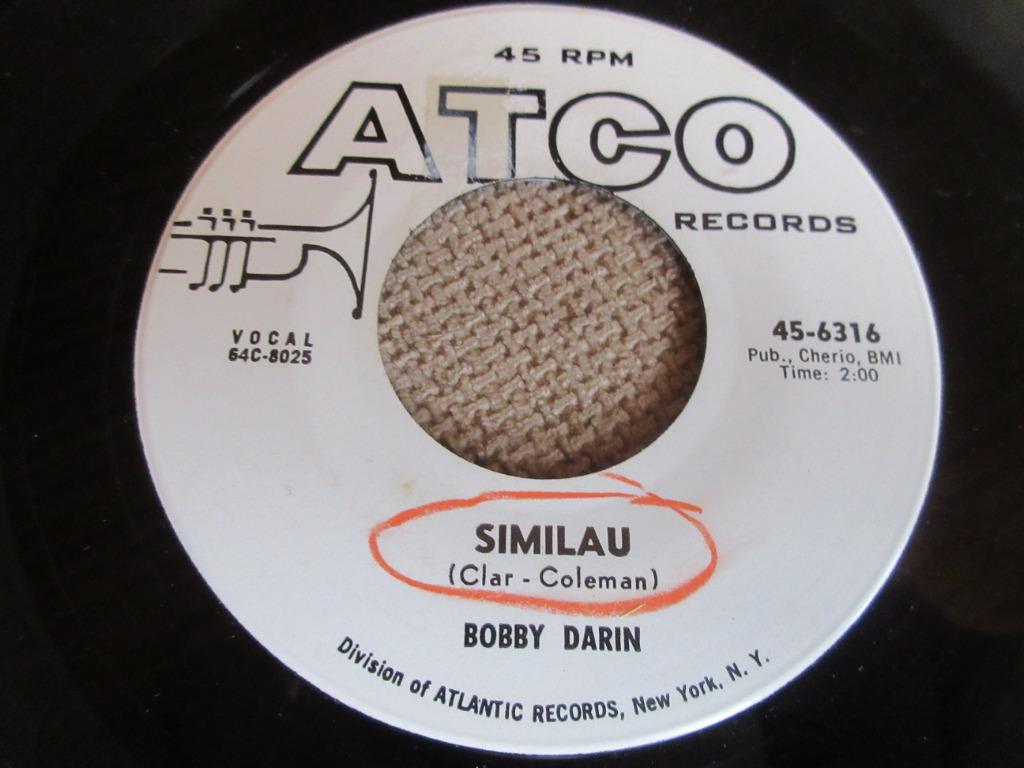 45 RPM
ATCO
RECORDS
VOCAL
64C-8025
45-6316
Pub., Cherio, BMI
Time: 2:00
SIMILAU
(Clar - Coleman)
BOBBY DARIN
Division of ATLANTIC RECORDS, New York, N. Y.